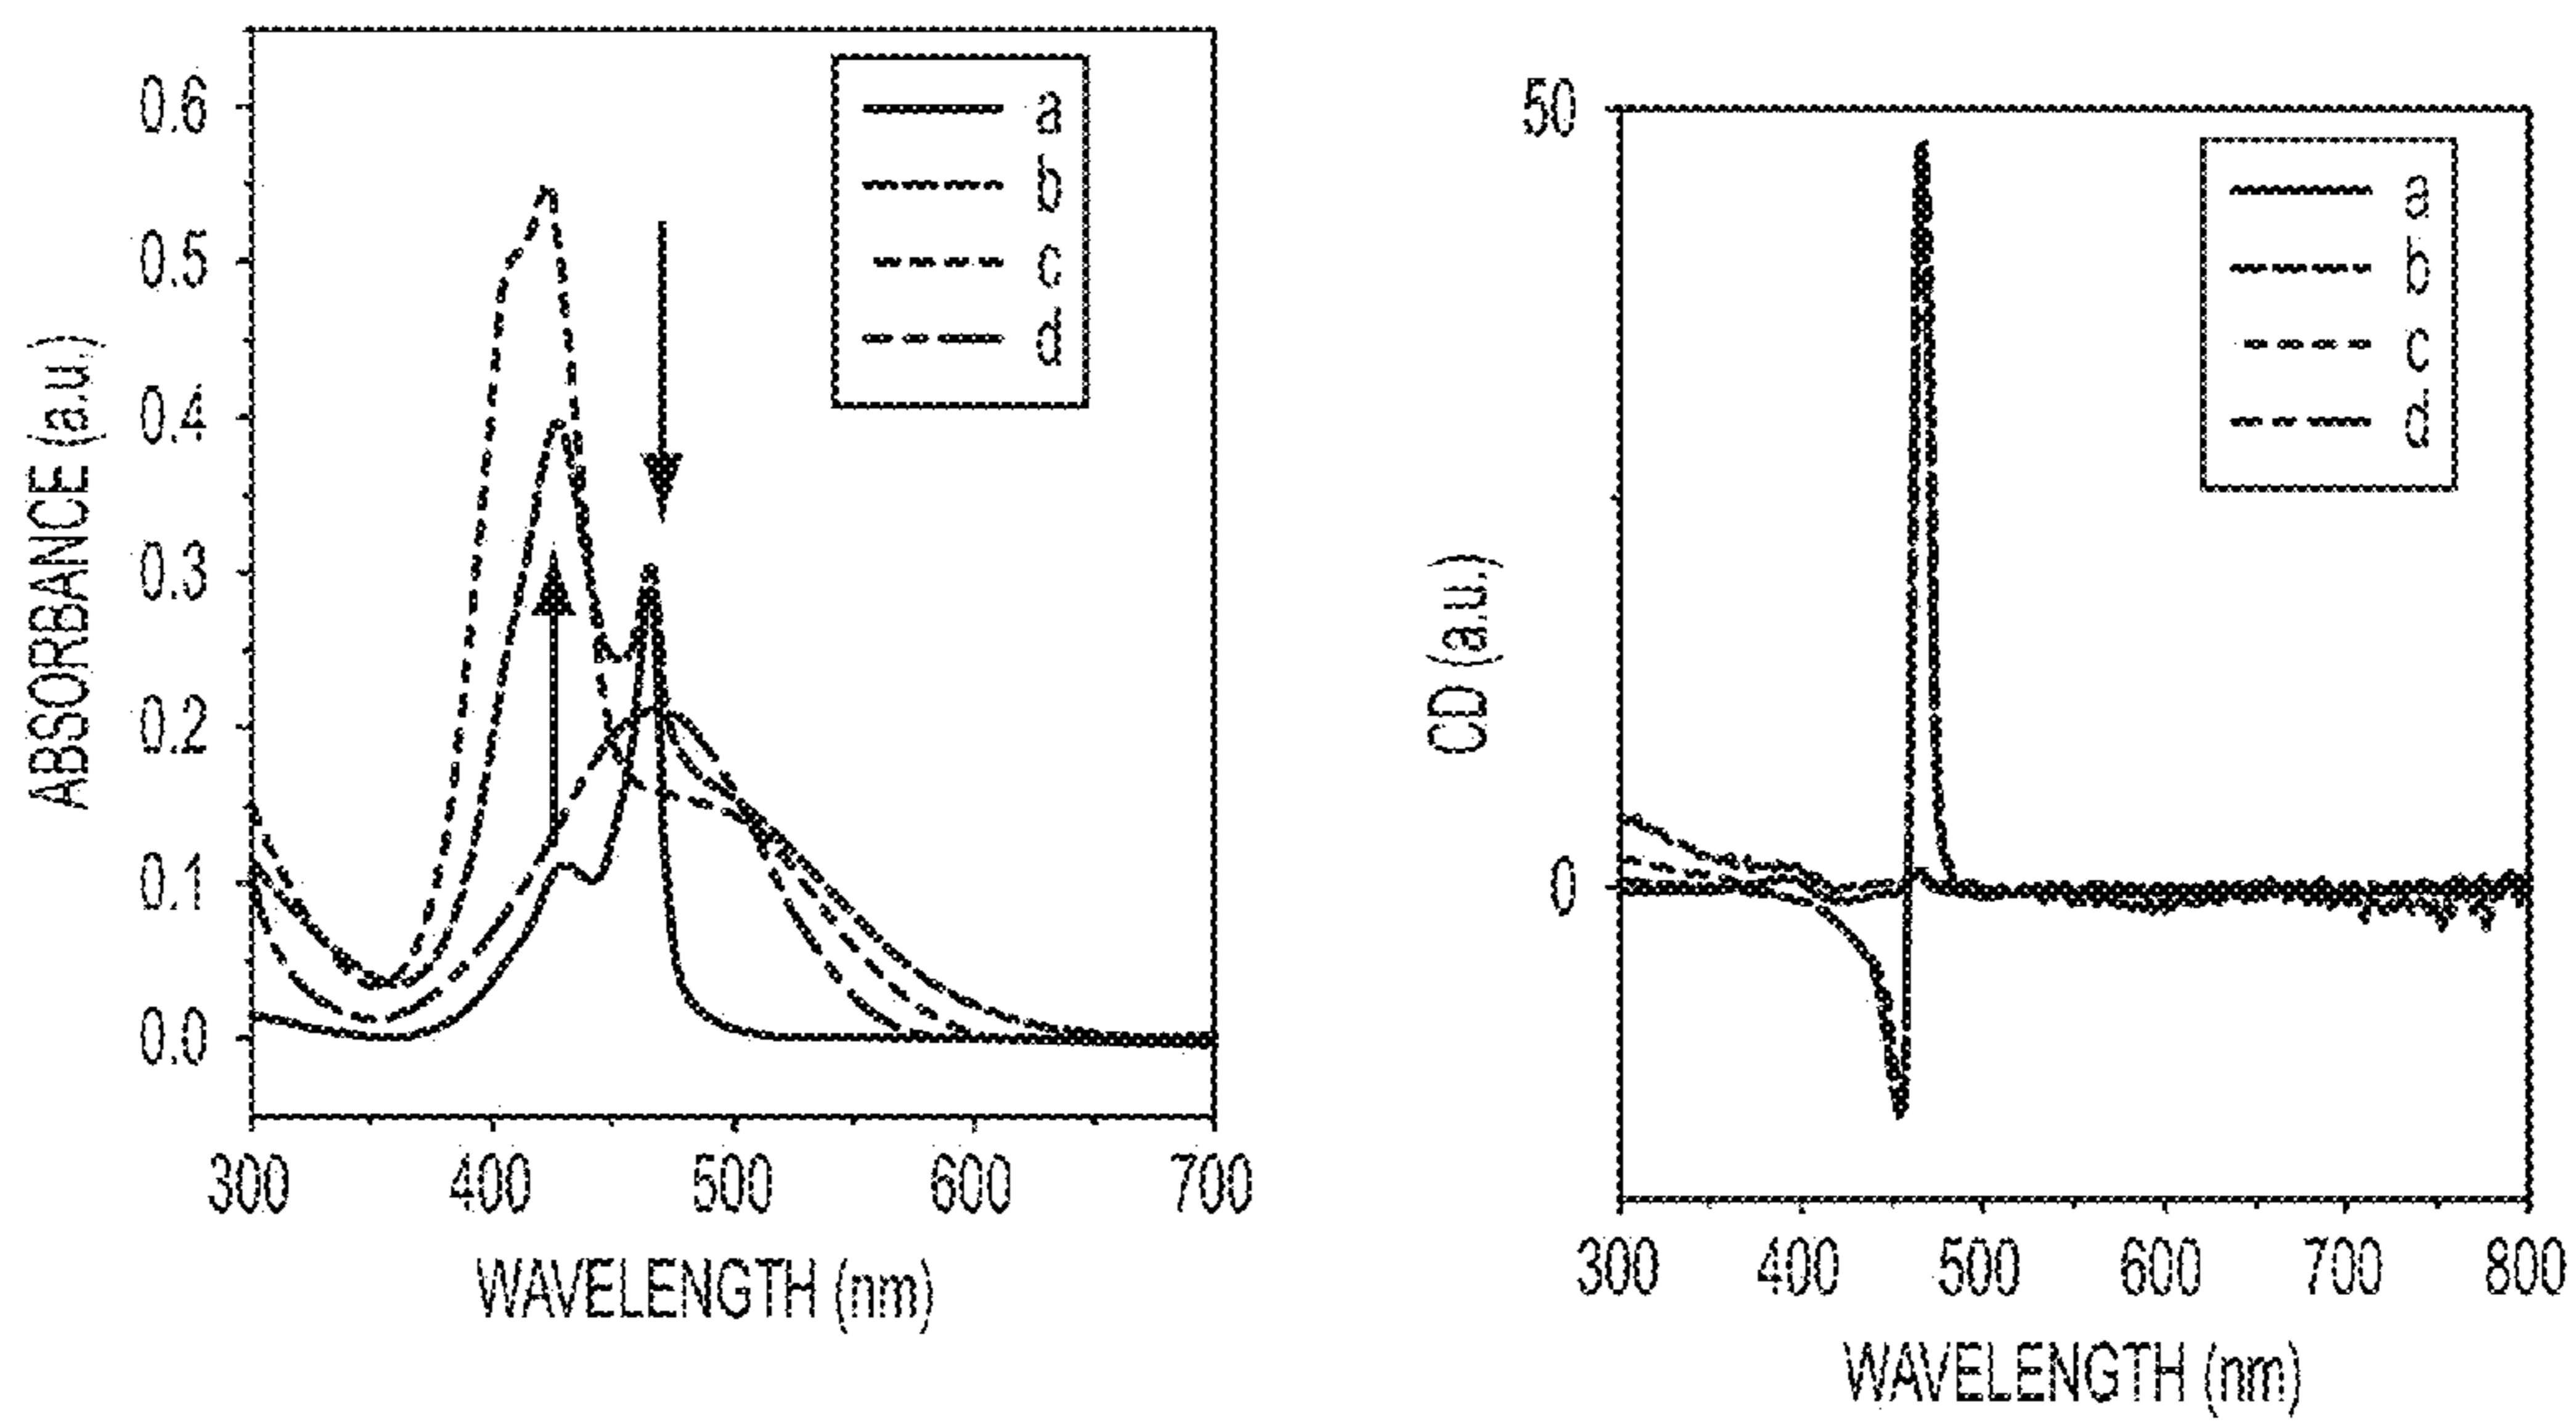 ABSORBANCE (a.u.)
0.6
0.5
0.4
0.3
0.2
0.1
0.0
300 400 500 600 700
WAVELENGTH (nm)
a
b
c
d
CD (a.u.)
50
0
300 400 500 600 700 800
WAVELENGTH (nm)
a
b
c
d